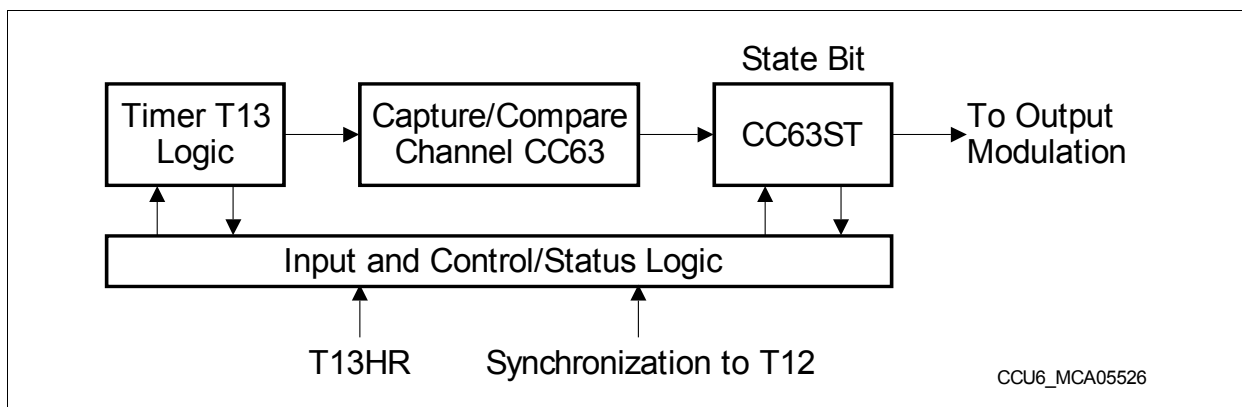 State Bit
Timer T13
Logic
Capture/Compare
Channel CC63
CC63ST
To Output
Modulation
Input and Control/Status Logic
T13HR
Synchronization to T12
CCU6_MCA05526